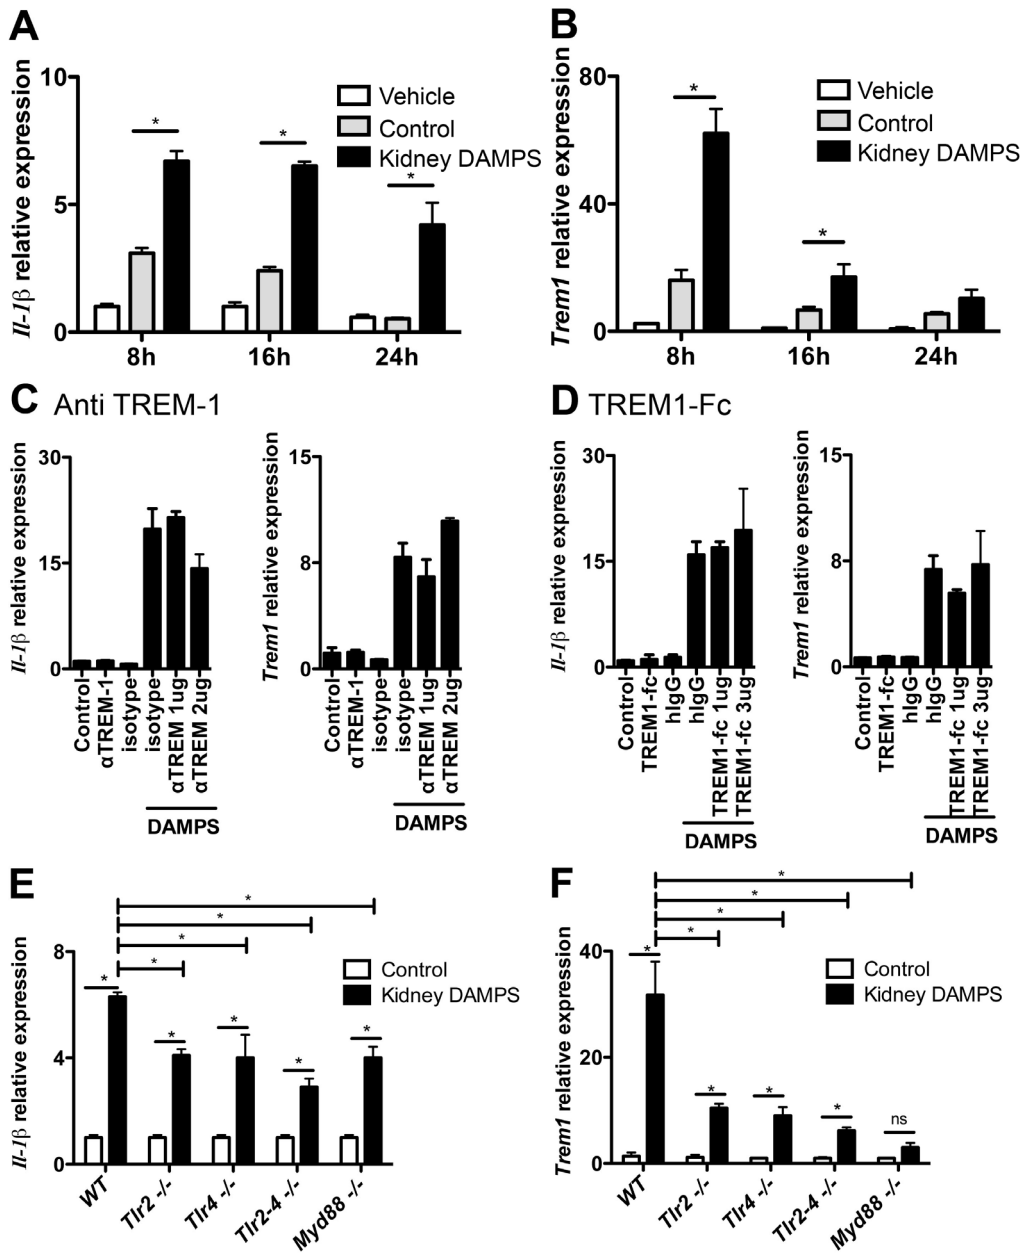 A
Il-1β relative expression
10
5
0
Vehicle
Control
Kidney DAMPS
*
*
*
8h
16h
24h
B
Trem1 relative expression
80
40
0
Vehicle
Control
Kidney DAMPS
*
*
8h
16h
24h
C Anti TREM-1
Il-1β relative expression
30
15
0
Control
αTREM-1
isotype
isotype
αTREM 1ug
αTREM 2ug
DAMPS
Trem1 relative expression
15
8
0
Control
αTREM-1
isotype
isotype
αTREM 1ug
αTREM 2ug
DAMPS
D TREM1-Fc
Il-1β relative expression
30
15
0
Control
TREM1-fc
hIgG
hIgG
TREM1-fc 1ug
TREM1-fc 3ug
DAMPS
Trem1 relative expression
15
8
0
Control
TREM1-fc
hIgG
hIgG
TREM1-fc 1ug
TREM1-fc 3ug
DAMPS
E
Il-1β relative expression
8
4
0
*
*
*
*
*
*
*
*
*
Control
Kidney DAMPS
WT
Tlr2 -/-
Tlr4 -/-
Tlr2-4 -/-
Myd88 -/-
F
Trem1 relative expression
40
20
0
*
*
*
*
*
*
*
*
ns
Control
Kidney DAMPS
WT
Tlr2 -/-
Tlr4 -/-
Tlr2-4 -/-
Myd88 -/-